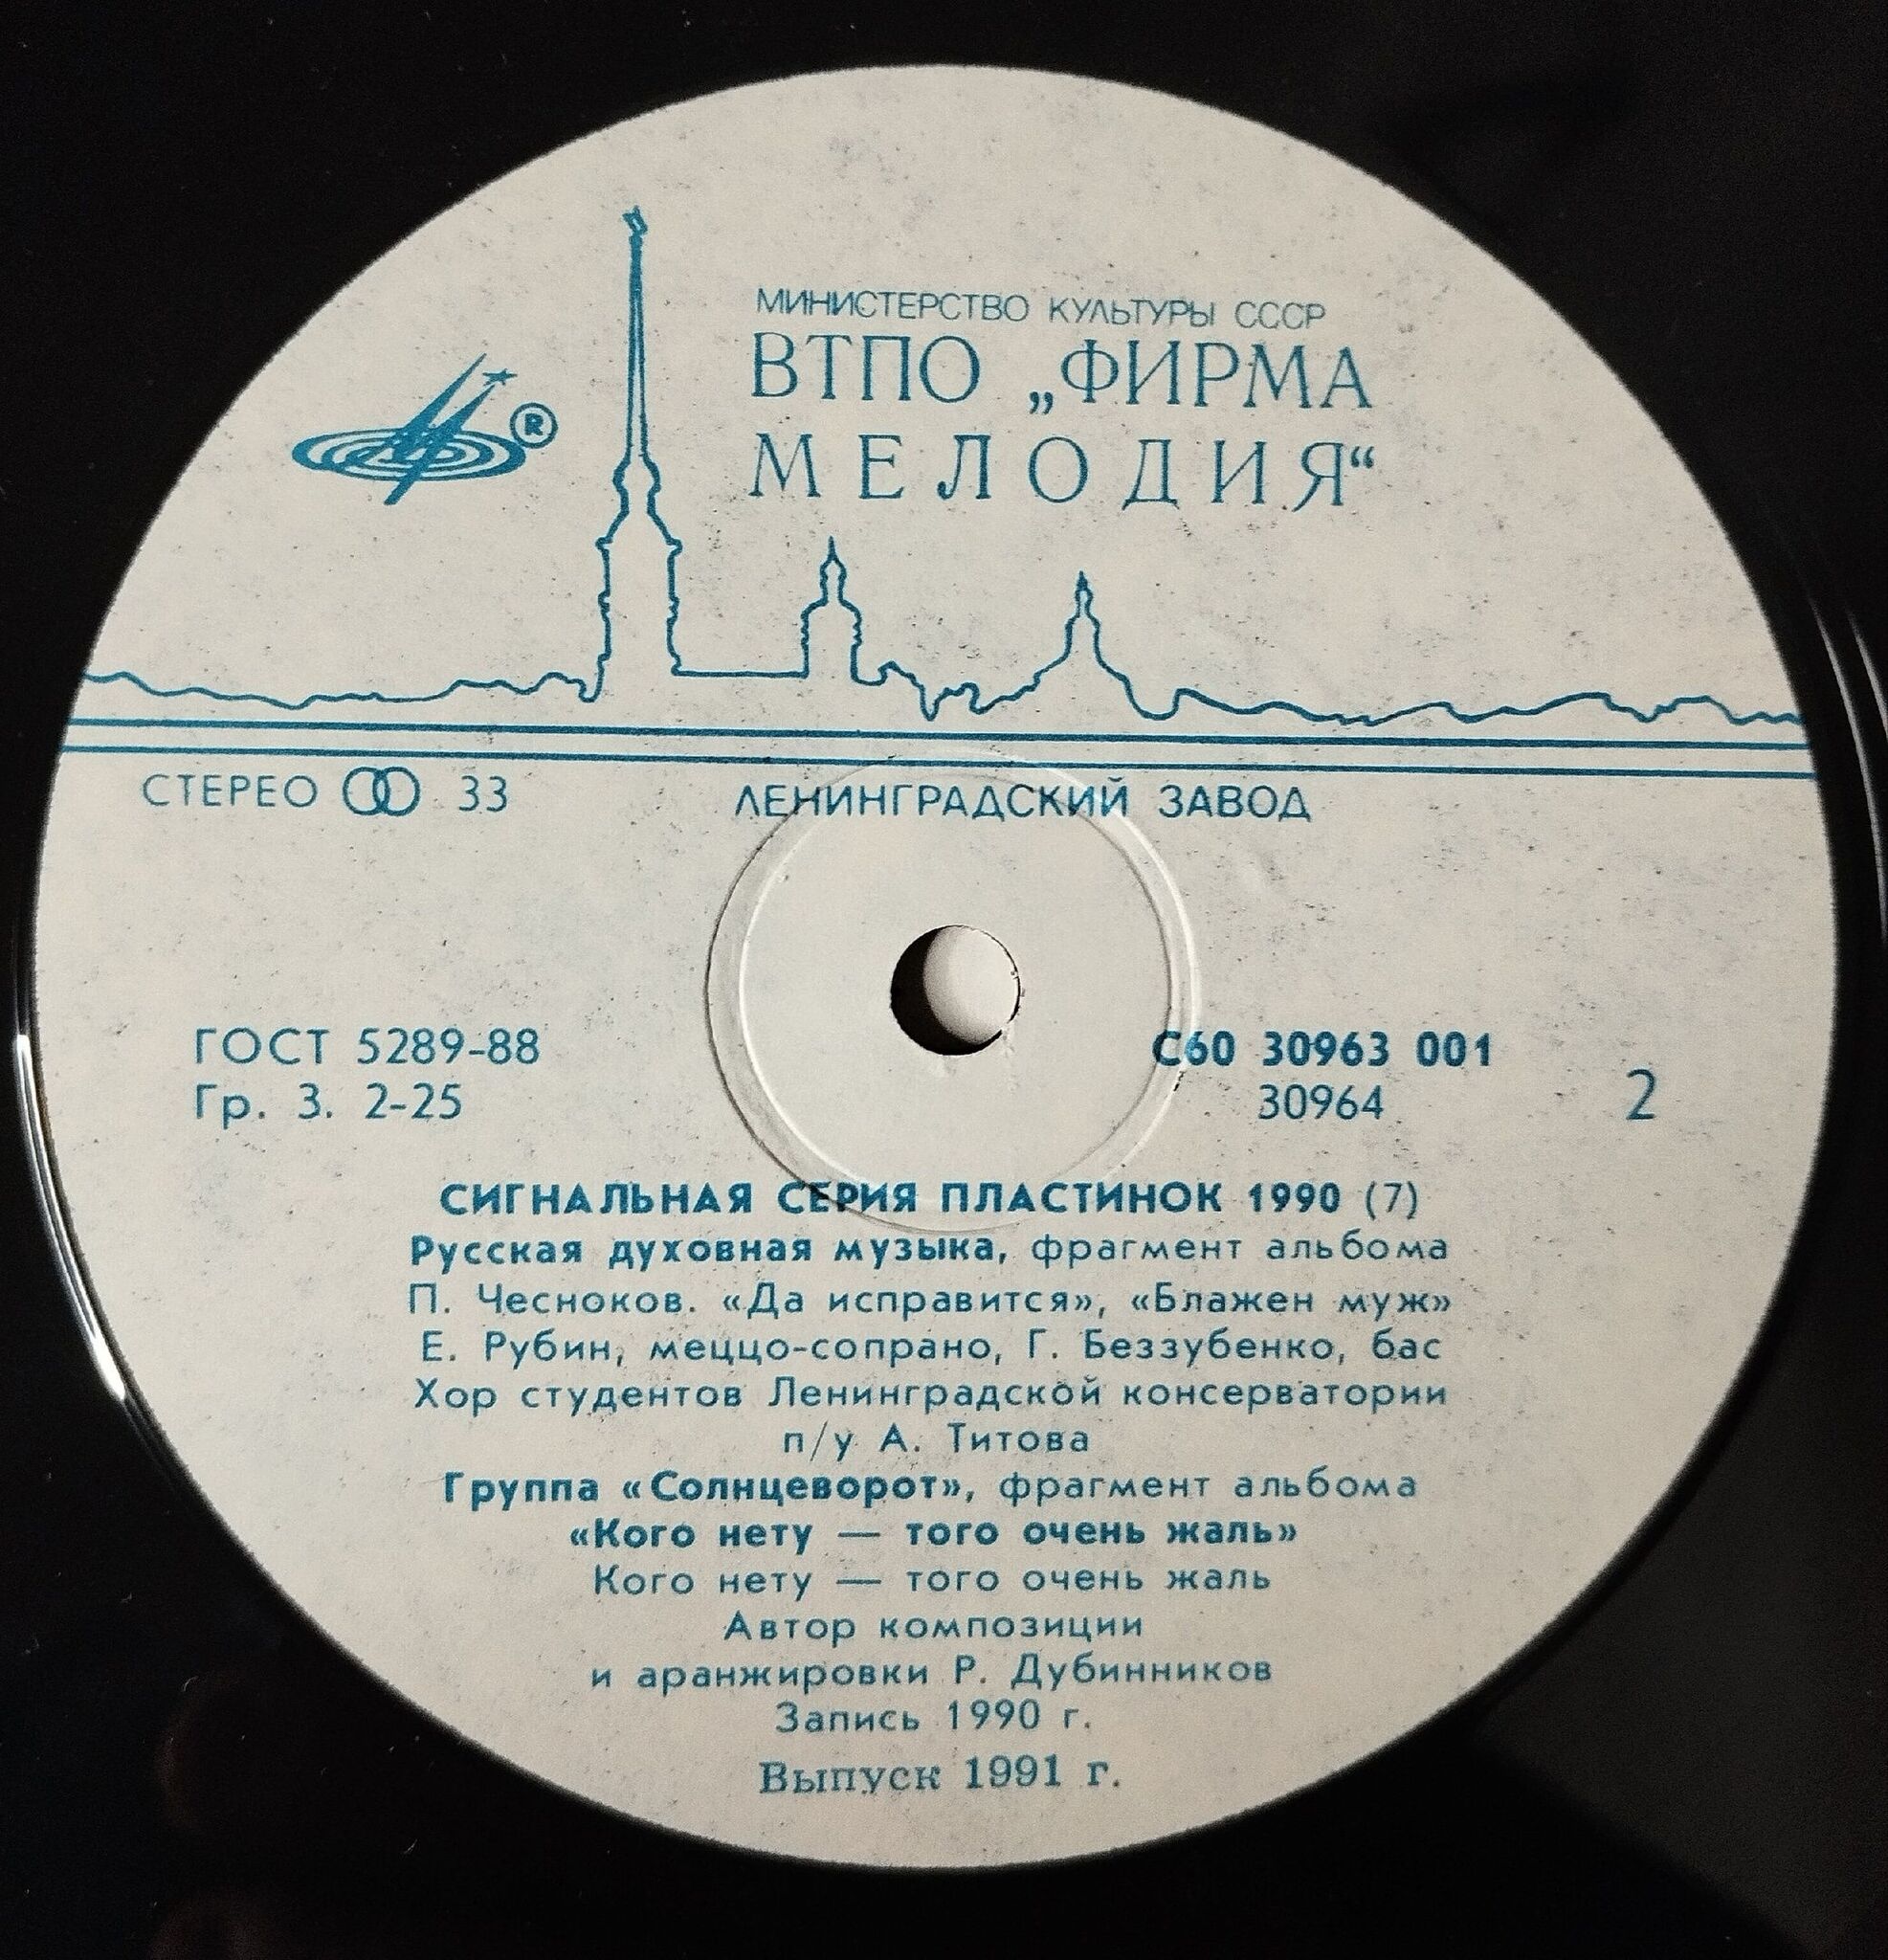 МИНИСТЕРСТВО КУЛЬТУРЫ СССР
ВТПО „ФИРМА
МЕЛОДИЯ“
®
СТЕРЕО 33
ЛЕНИНГРАДСКИЙ ЗАВОД
ГОСТ 5289-88
Гр. 3. 2-25
С60 30963 001
30964
2
СИГНАЛЬНАЯ СЕРИЯ ПЛАСТИНОК 1990 (7)
Русская духовная музыка, фрагмент альбома
П. Чесноков. «Да исправится», «Блажен муж»
Е. Рубин, меццо-сопрано, Г. Беззубенко, бас
Хор студентов Ленинградской консерватории
п/у А. Титова
Группа «Солнцеворот», фрагмент альбома
«Кого нету — того очень жаль»
Кого нету — того очень жаль
Автор композиции
и аранжировки Р. Дубинников
Запись 1990 г.
Выпуск 1991 г.